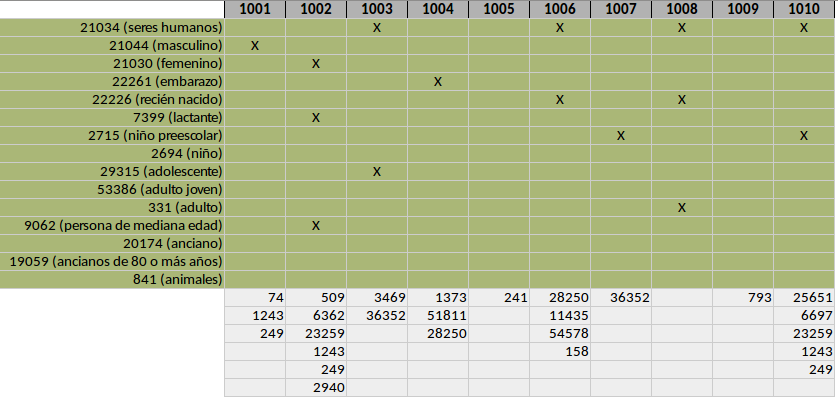 1001 1002 1003 1004 1005 1006 1007 1008 1009 1010
21034 (seres humanos) X X X X
21044 (masculino) X
21030 (femenino) X
22261 (embarazo) X
22226 (recién nacido) X X
7399 (lactante) X
2715 (niño preescolar) X X
2694 (niño)
29315 (adolescente) X
53386 (adulto joven)
331 (adulto) X
9062 (persona de mediana edad) X
20174 (anciano)
19059 (ancianos de 80 o más años)
841 (animales)
74 509 3469 1373 241 28250 36352 793 25651
1243 6362 36352 51811 11435 6697
249 23259 28250 54578 23259
1243 158 1243
249 249
2940